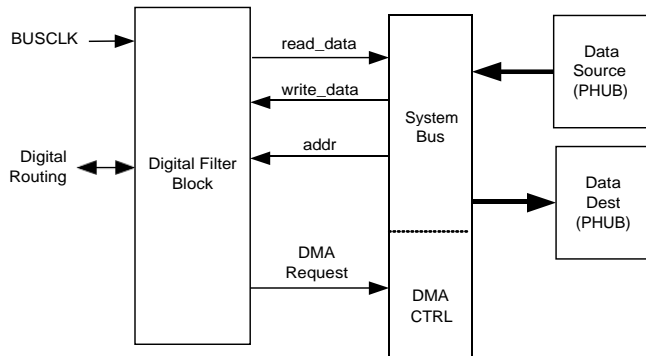 BUSCLK
read_data
Data
Source
(PHUB)
write_data
System
Bus
Digital
Routing
Digital Filter
Block
addr
Data
Dest
(PHUB)
DMA
Request
DMA
CTRL